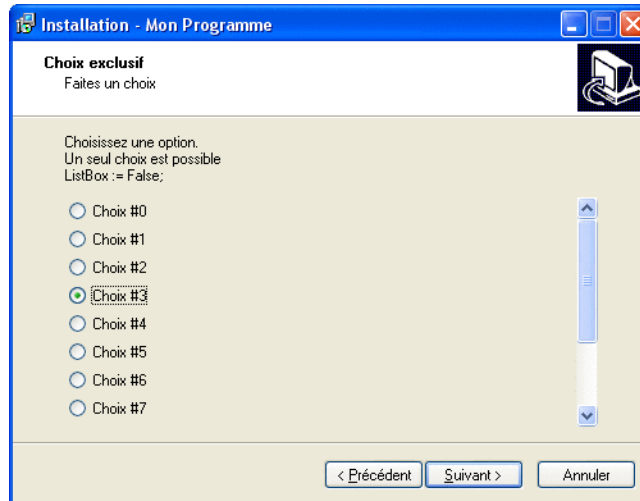 Installation - Mon Programme
Choix exclusif
Faites un choix
Choisissez une option.
Un seul choix est possible
ListBox := False;
Choix #0
Choix #1
Choix #2
Choix #3
Choix #4
Choix #5
Choix #6
Choix #7
< Précédent
Suivant >
Annuler